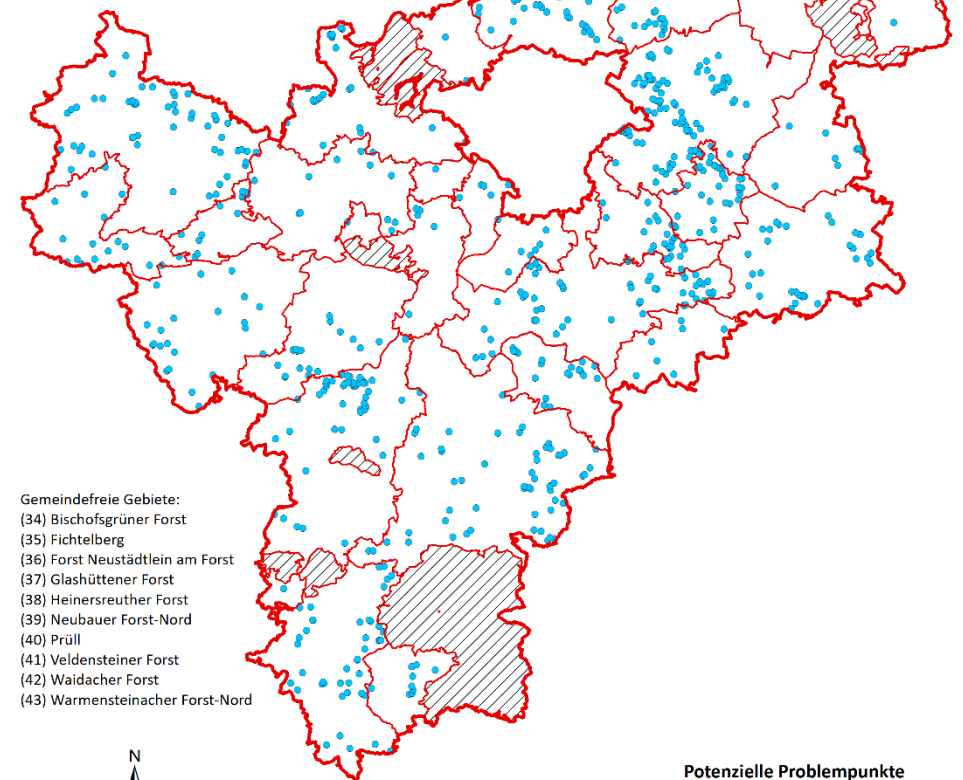 Gemeindefreie Gebiete:
(34) Bischofsgrüner Forst
(35) Fichtelberg
(36) Forst Neustädtlein am Forst
(37) Glashüttener Forst
(38) Heinersreuther Forst
(39) Neubauer Forst-Nord
(40) Prüll
(41) Veldensteiner Forst
(42) Waidacher Forst
(43) Warmensteinacher Forst-Nord
N
Potenzielle Problempunkte